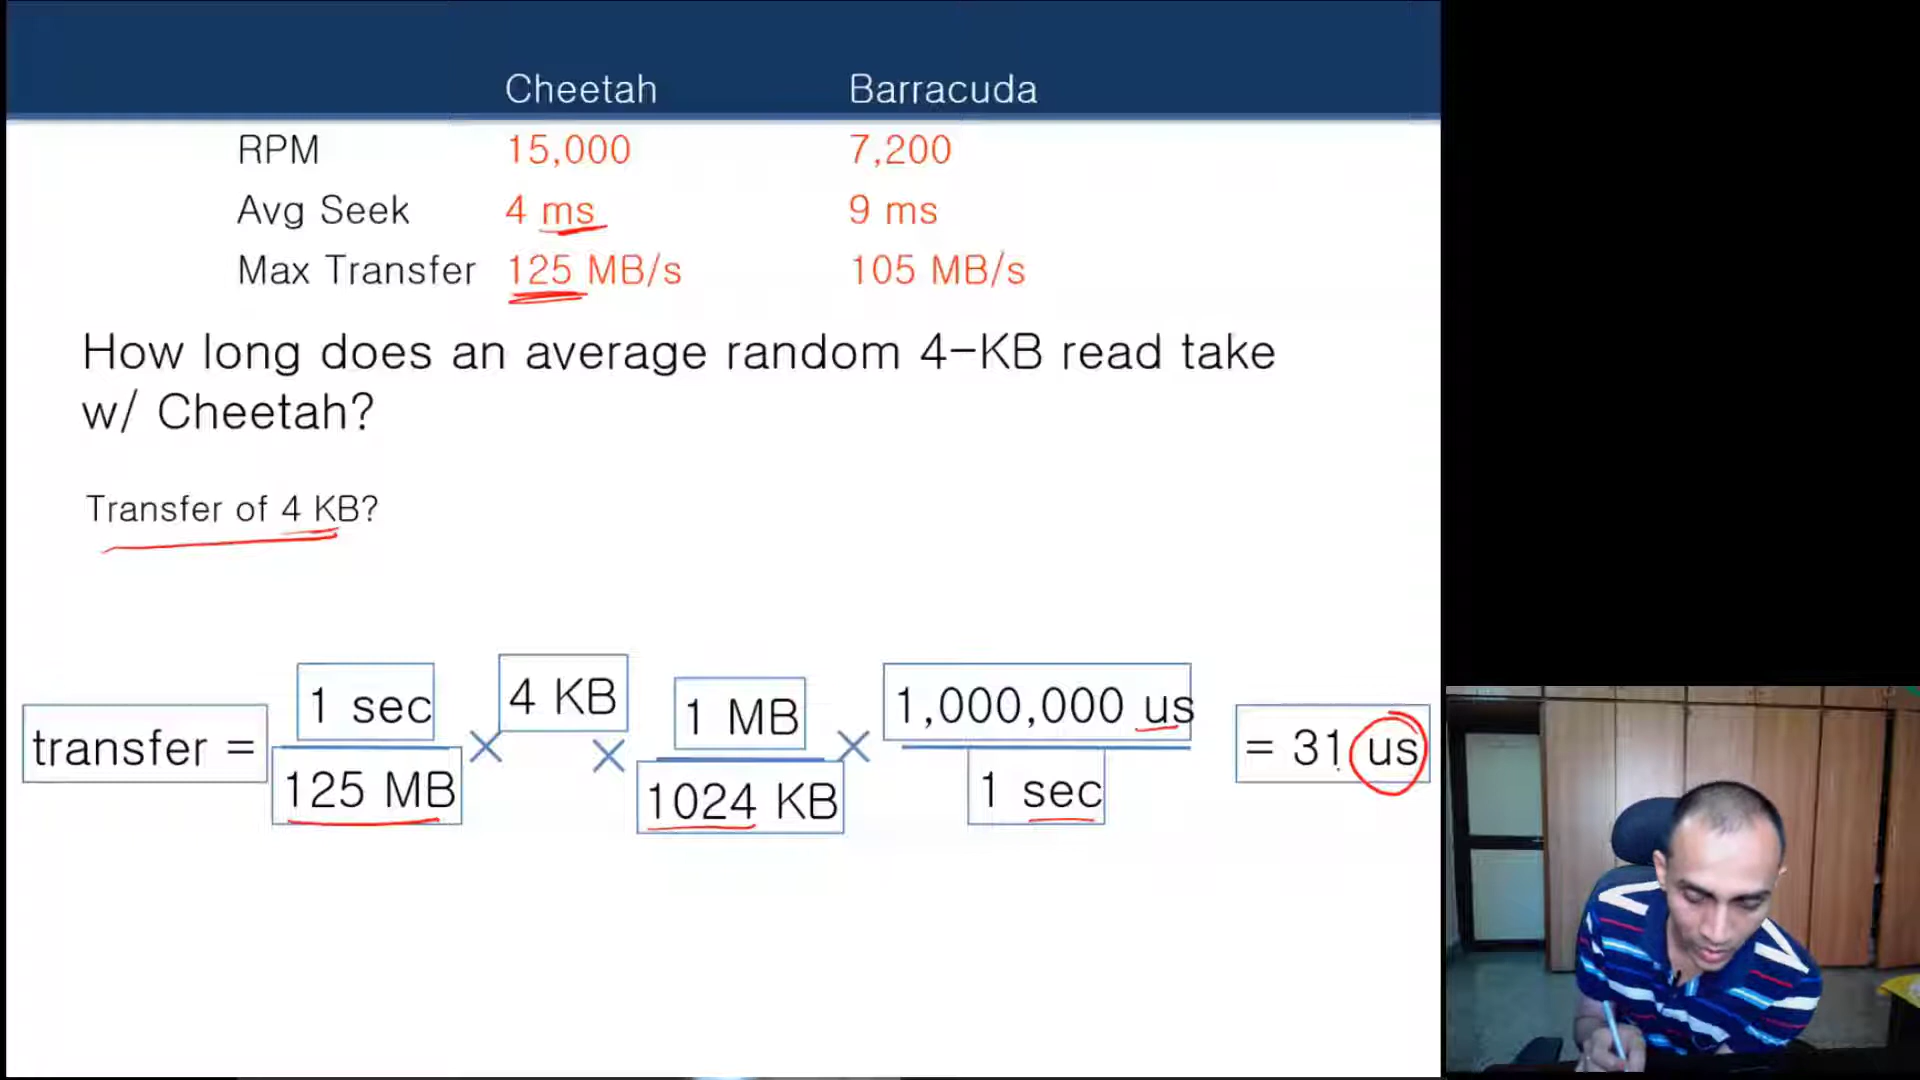 Cheetah Barracuda
RPM 15,000 7,200
Avg Seek 4 ms 9 ms
Max Transfer 125 MB/s 105 MB/s
How long does an average random 4-KB read take
w/ Cheetah?
Transfer of 4 KB?
transfer = 1 sec / 125 MB × 4 KB × 1 MB / 1024 KB × 1,000,000 us / 1 sec = 31 us